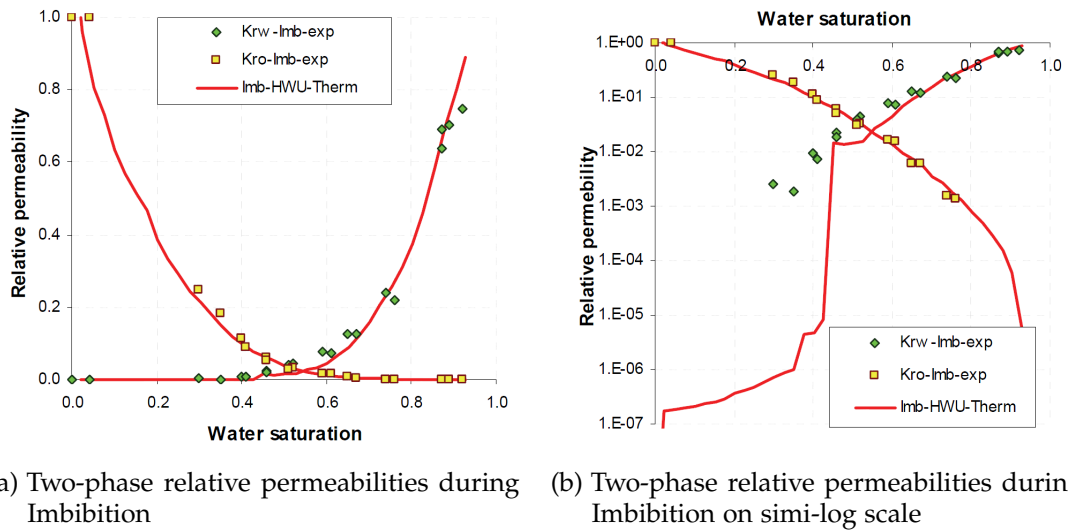 1.0
0.8
0.6
0.4
0.2
0.0
Relative permeability
Krw -Imb-exp
Kro-Imb-exp
Imb-HWU-Therm
0.0 0.2 0.4 0.6 0.8 1.0
Water saturation
Water saturation
0.0 0.2 0.4 0.6 0.8 1.0
1.E+00
1.E-01
1.E-02
1.E-03
1.E-04
1.E-05
1.E-06
1.E-07
Relative permebility
Krw -Imb-exp
Kro-Imb-exp
Imb-HWU-Therm
a) Two-phase relative permeabilities during
Imbibition
(b) Two-phase relative permeabilities durin
Imbibition on simi-log scale